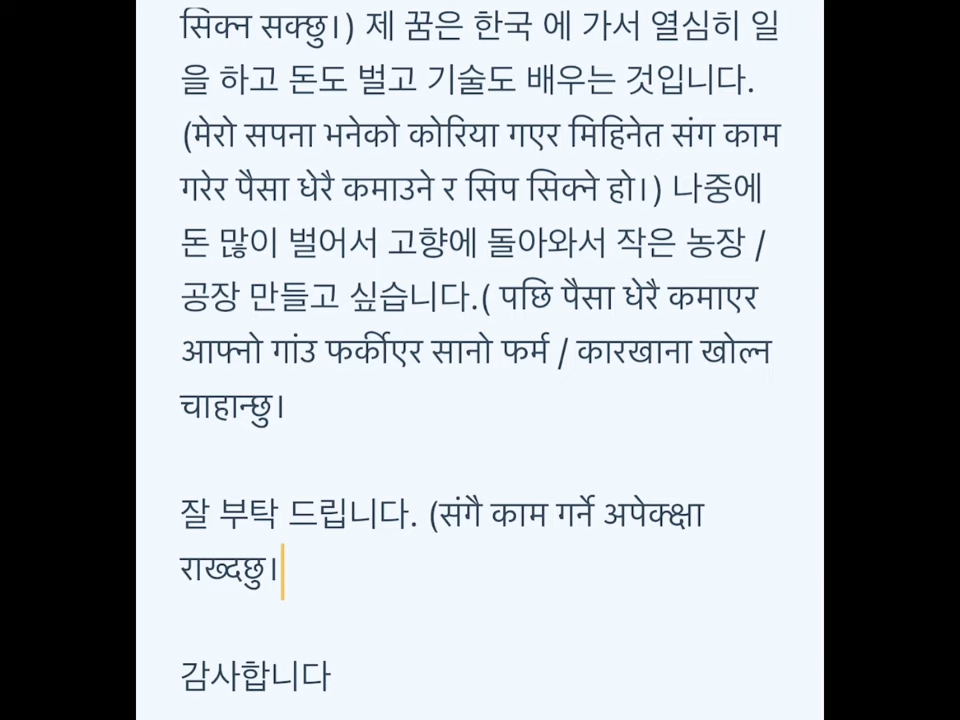 सिक्न सक्छु।) 제 꿈은 한국 에 가서 열심히 일
을 하고 돈도 벌고 기술도 배우는 것입니다.
(मेरो सपना भनेको कोरिया गएर मिहिनेत संग काम
गरेर पैसा धेरै कमाउने र सिप सिक्ने हो।) 나중에
돈 많이 벌어서 고향에 돌아와서 작은 농장 /
공장 만들고 싶습니다.( पछि पैसा धेरै कमाएर
आफ्नो गांउ फर्कीएर सानो फर्म / कारखाना खोल्न
चाहान्छु।
잘 부탁 드립니다. (संगै काम गर्ने अपेक्क्षा
राख्दछु।
감사합니다